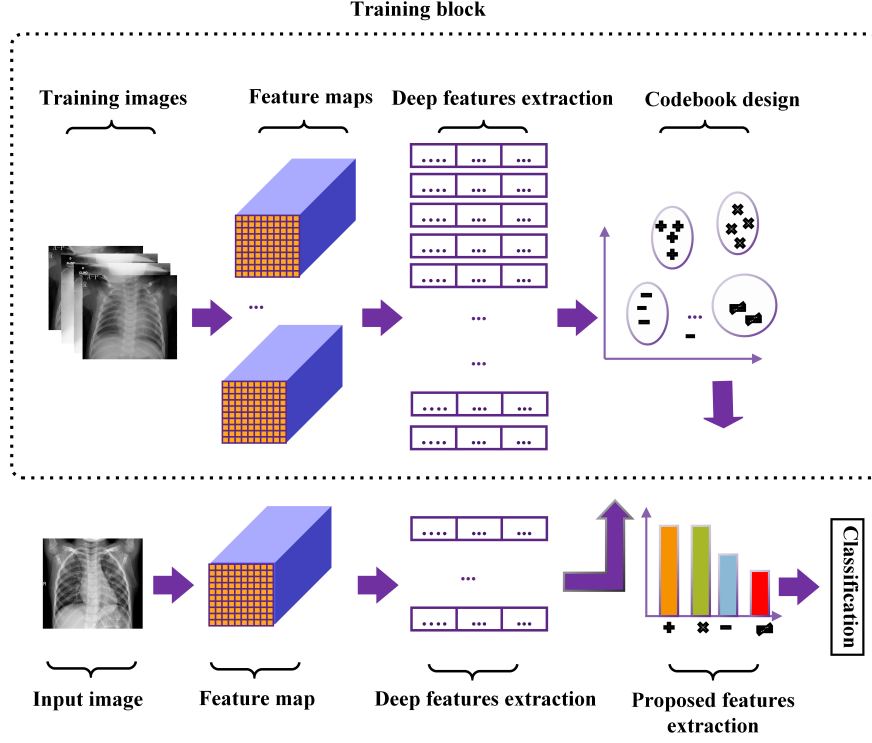 Training block
Training images
Feature maps
Deep features extraction
Codebook design
Input image
Feature map
Deep features extraction
Proposed features
extraction
Classification